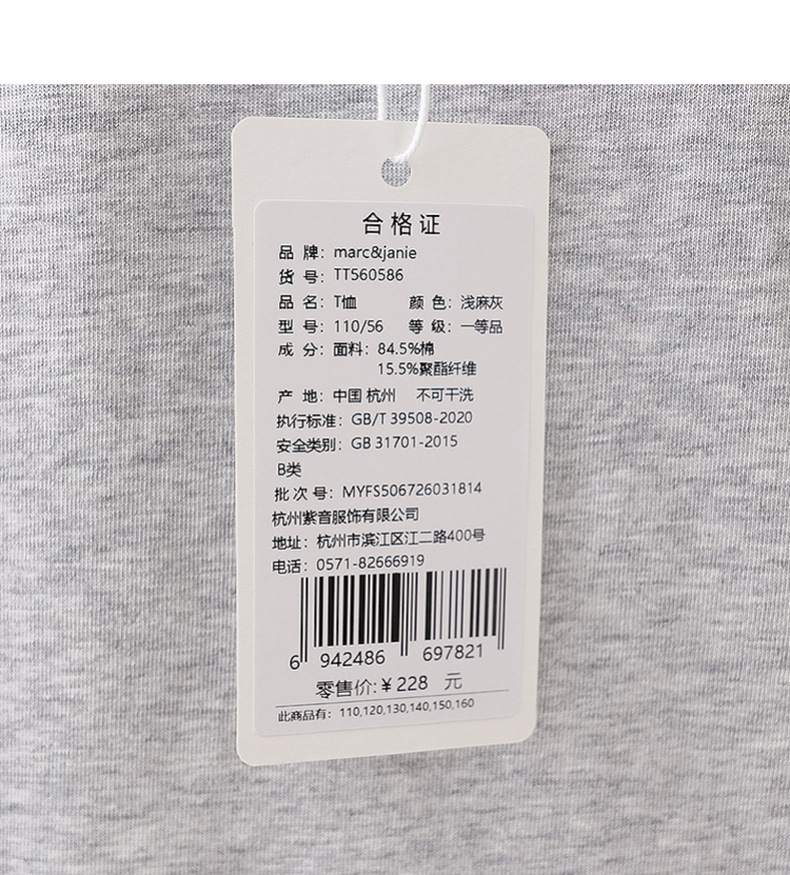 合格证
品 牌：marc&janie
货 号：TT560586
品 名：T恤 颜 色：浅麻灰
型 号：110/56 等 级：一等品
成 分：面料：84.5%棉
15.5%聚酯纤维
产 地：中国 杭州 不可干洗
执行标准：GB/T 39508-2020
安全类别：GB 31701-2015
B类
批 次 号：MYFS506726031814
杭州紫音服饰有限公司
地址：杭州市滨江区江二路400号
电话：0571-82666919
6 942486 697821
零售价:￥228 元
此商品有：110,120,130,140,150,160